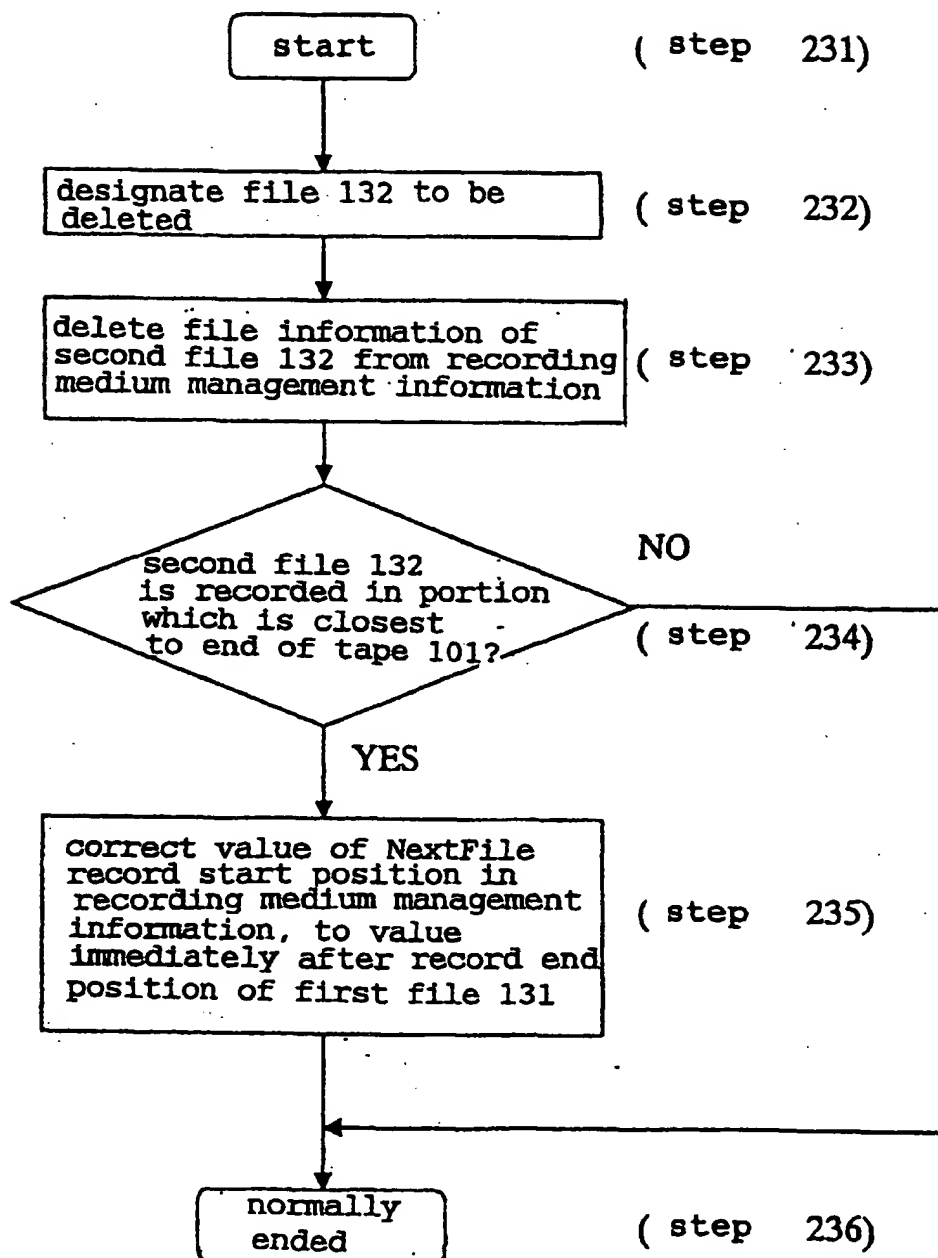 start
( step 231)
designate file 132 to be
deleted
( step 232)
delete file information of
second file 132 from recording
medium management information
( step 233)
second file 132
is recorded in portion
which is closest
to end of tape 101?
NO
( step 234)
YES
correct value of NextFile
record start position in
recording medium management
information, to value
immediately after record end
position of first file 131
( step 235)
normally
ended
( step 236)